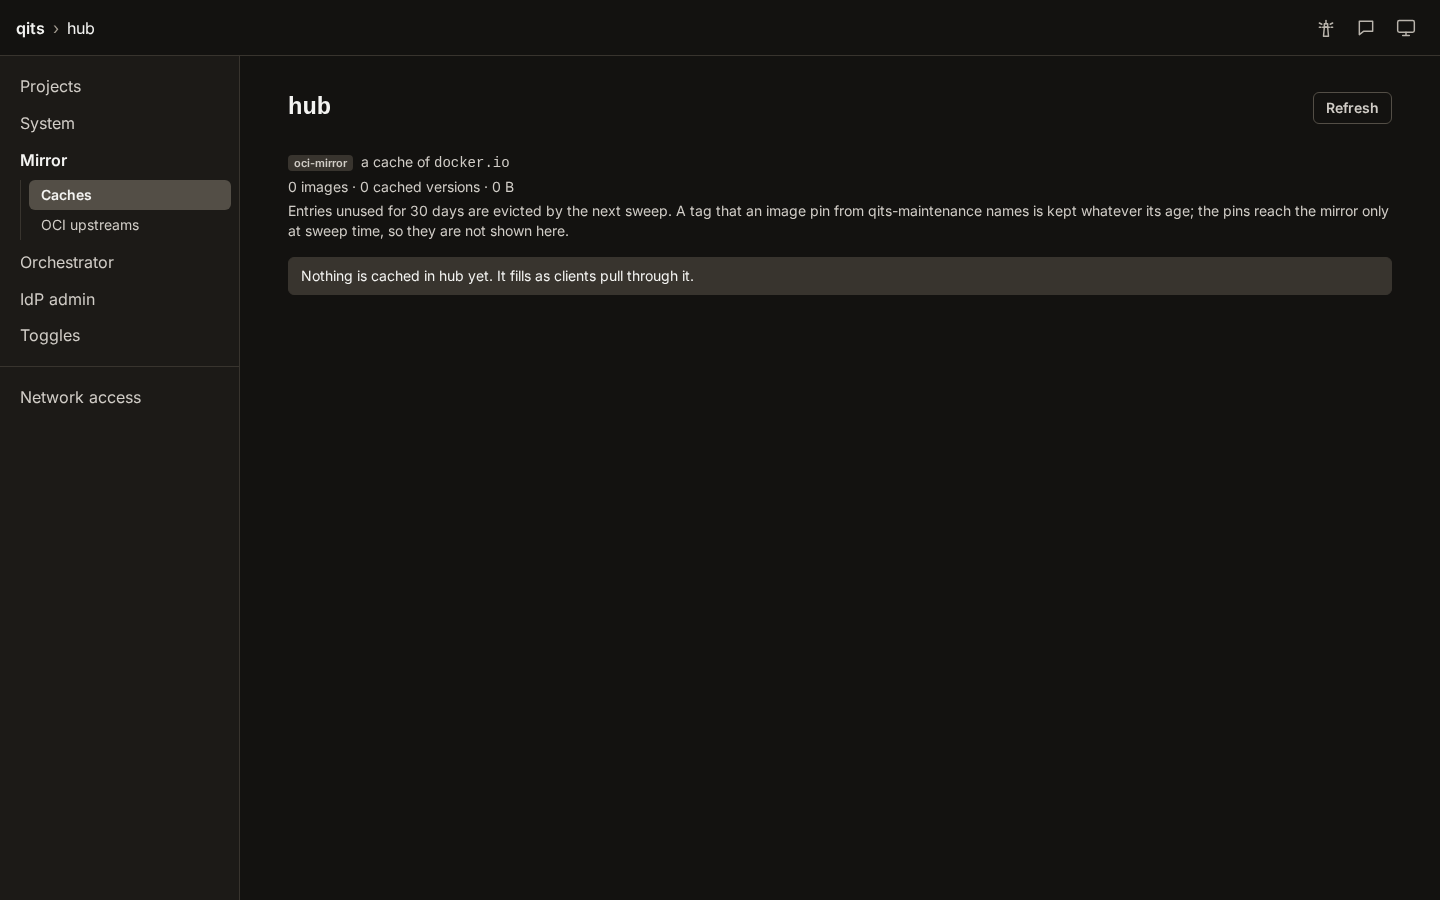 qits › hub
Projects
System
Mirror
Caches
OCI upstreams
Orchestrator
IdP admin
Toggles
Network access
hub
Refresh
oci-mirror a cache of docker.io
0 images · 0 cached versions · 0 B
Entries unused for 30 days are evicted by the next sweep. A tag that an image pin from qits-maintenance names is kept whatever its age; the pins reach the mirror only
at sweep time, so they are not shown here.
Nothing is cached in hub yet. It fills as clients pull through it.